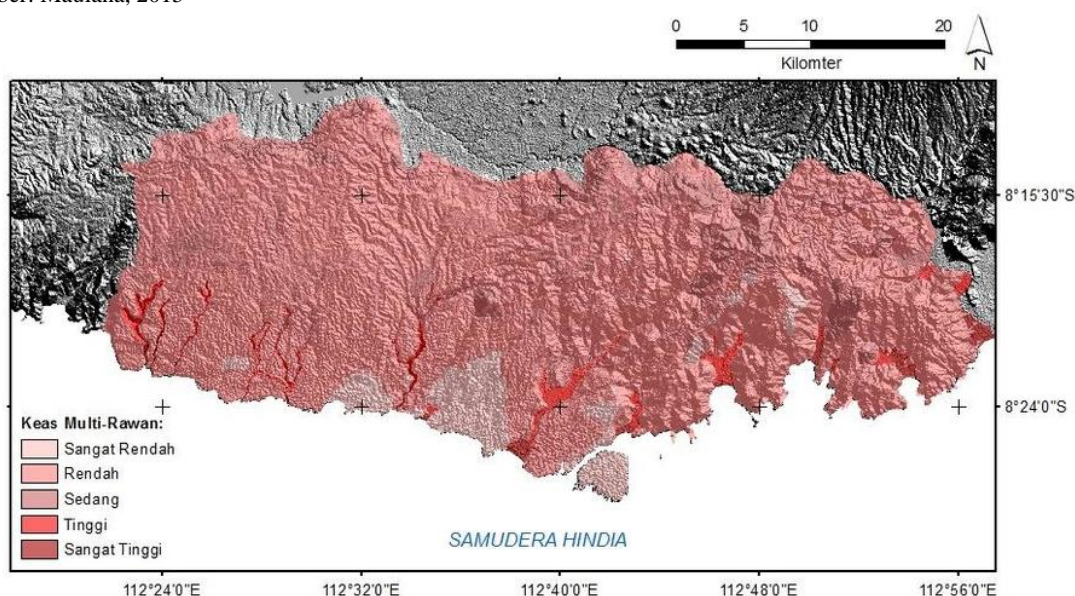 2015
0 5 10 20
Kilomter
N
8°15'30"S
8°24'0"S
Keas Multi-Rawan:
Sangat Rendah
Rendah
Sedang
Tinggi
Sangat Tinggi
SAMUDERA HINDIA
112°24'0"E 112°32'0"E 112°40'0"E 112°48'0"E 112°56'0"E